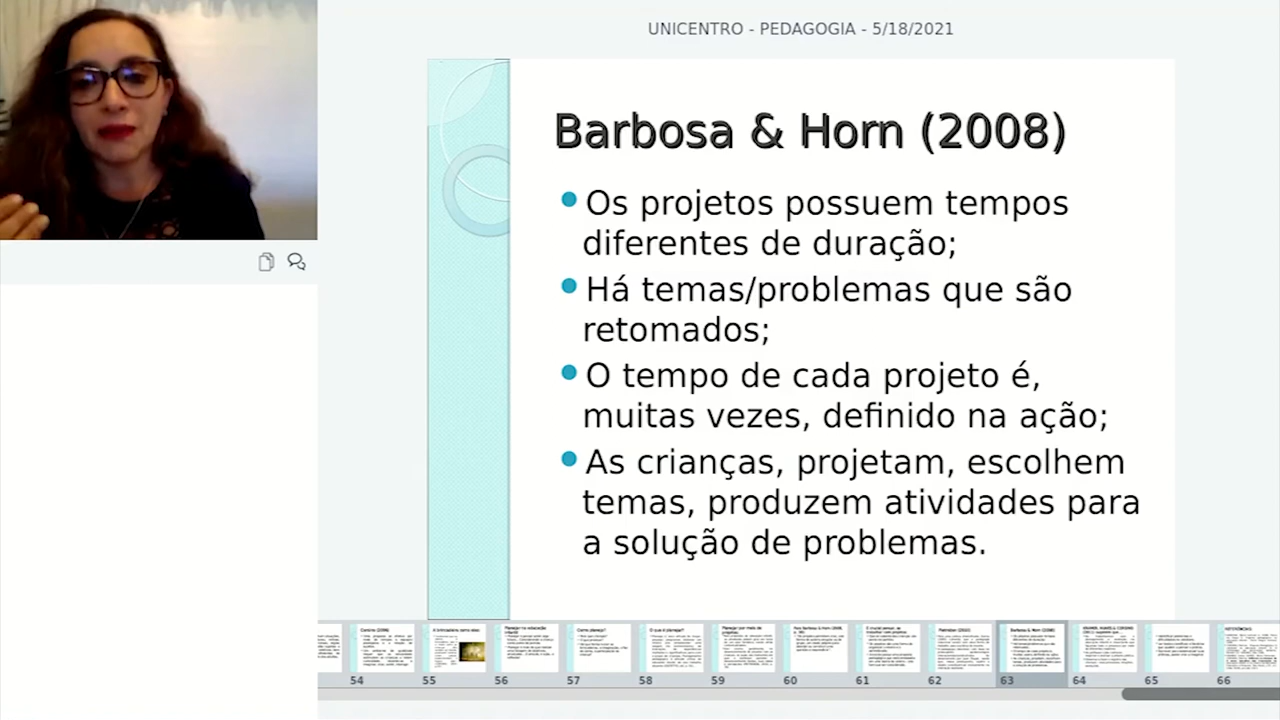 UNICENTRO - PEDAGOGIA - 5/18/2021
Barbosa & Horn (2008)
Os projetos possuem tempos
diferentes de duração;
Há temas/problemas que são
retomados;
O tempo de cada projeto é,
muitas vezes, definido na ação;
As crianças, projetam, escolhem
temas, produzem atividades para
a solução de problemas.
54 55 56 57 58 59 60 61 62 63 64 65 66